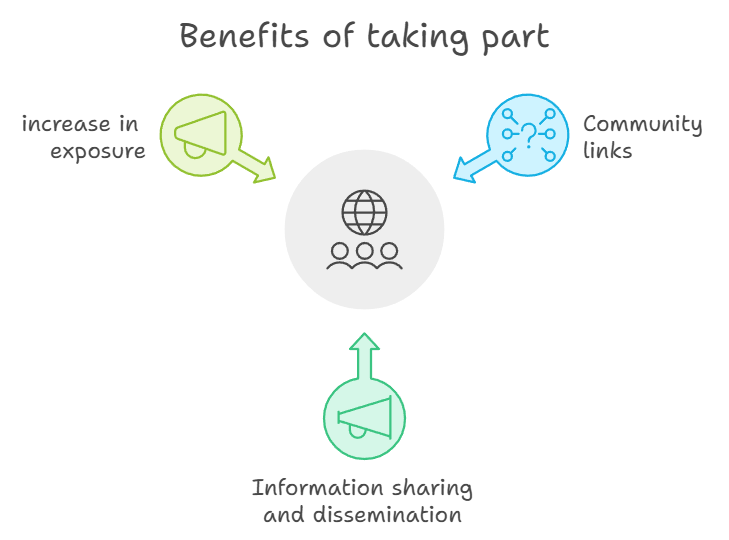 Benefits of taking part
increase in
exposure
Community
links
?
Information sharing
and dissemination